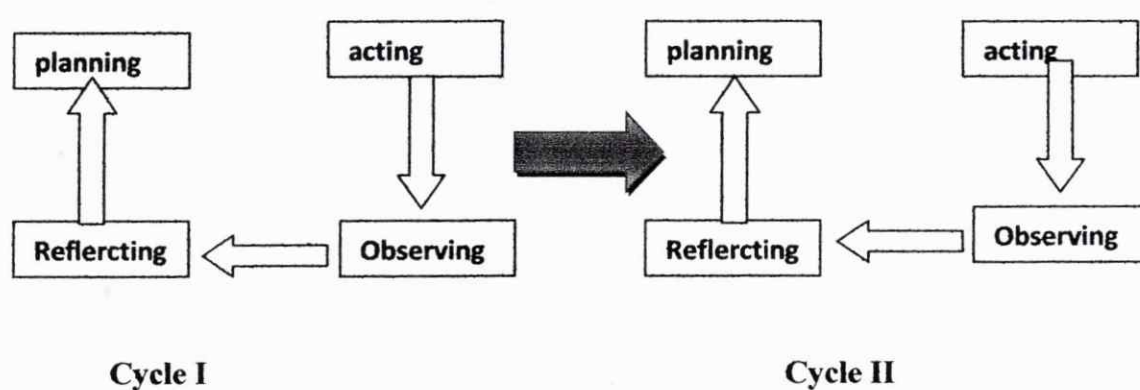 planning acting planning acting
Reflercting Observing Reflercting Observing
Cycle I Cycle II